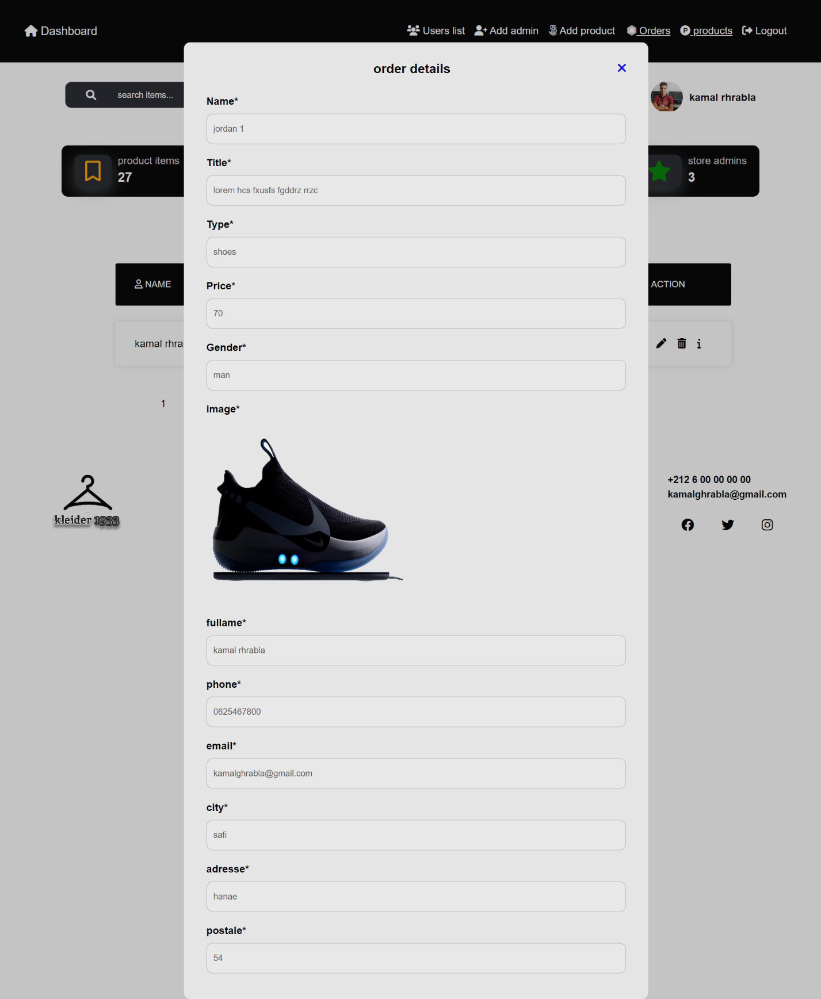 Dashboard
Users list
Add admin
Add product
Orders
products
Logout
search items...
kamal rhrabla
product items
27
store admins
3
NAME
ACTION
kamal rhra
1
order details
Name*
jordan 1
Title*
lorem hcs fxusfs fgddrz rrzd
Type*
shoes
Price*
70
Gender*
man
image*
fullame*
kamal rhrabla
phone*
0625467800
email*
kamalghrabla@gmail.com
city*
safi
adresse*
hanae
postale*
54
kleider 1933
+212 6 00 00 00 00
kamalghrabla@gmail.com